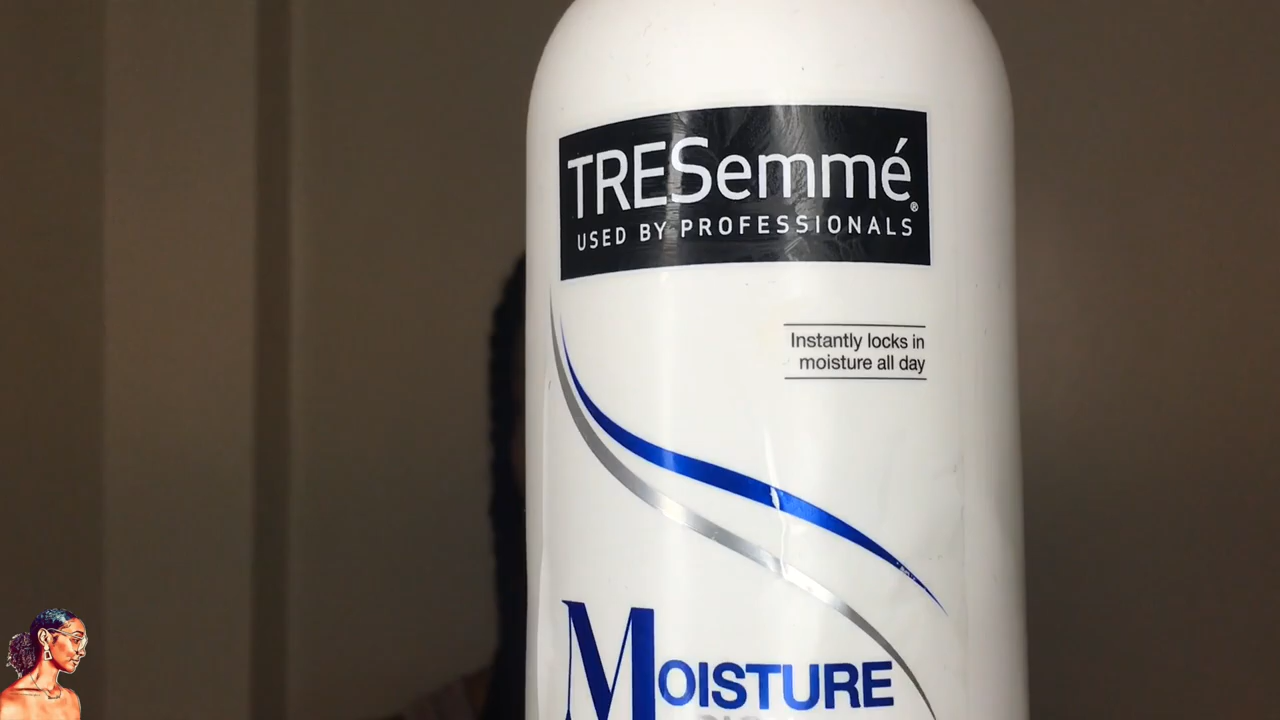 TRESemmé®
USED BY PROFESSIONALS
Instantly locks in
moisture all day
MOISTURE